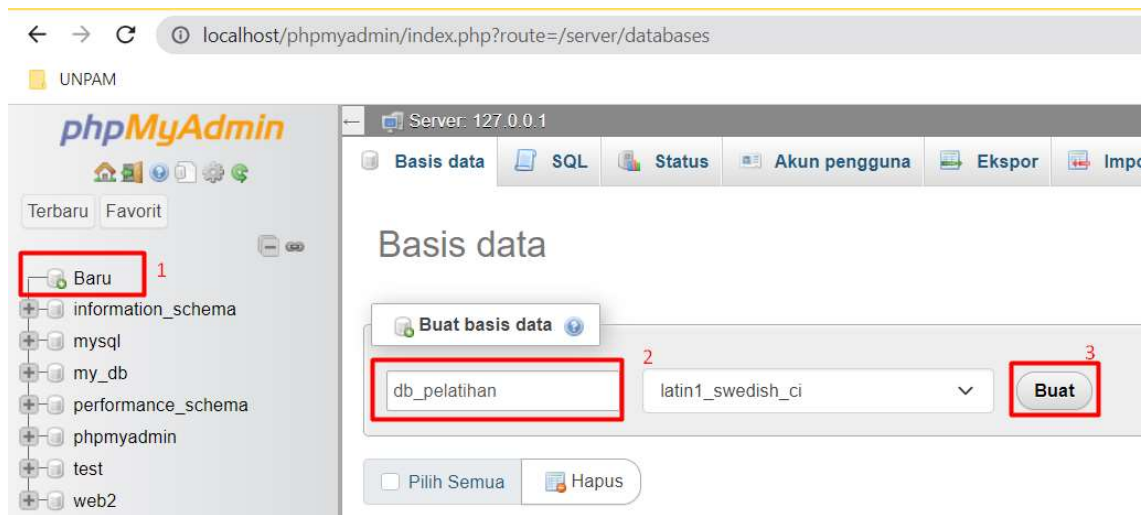 localhost/phpmyadmin/index.php?route=/server/databases
UNPAM
phpMyAdmin
Terbaru Favorit
Baru 1
information_schema
mysql
my_db
performance_schema
phpmyadmin
test
web2
Server: 127.0.0.1
Basis data SQL Status Akun pengguna Ekspor Impo
Basis data
Buat basis data
2 3
db_pelatihan latin1_swedish_ci Buat
Pilih Semua Hapus